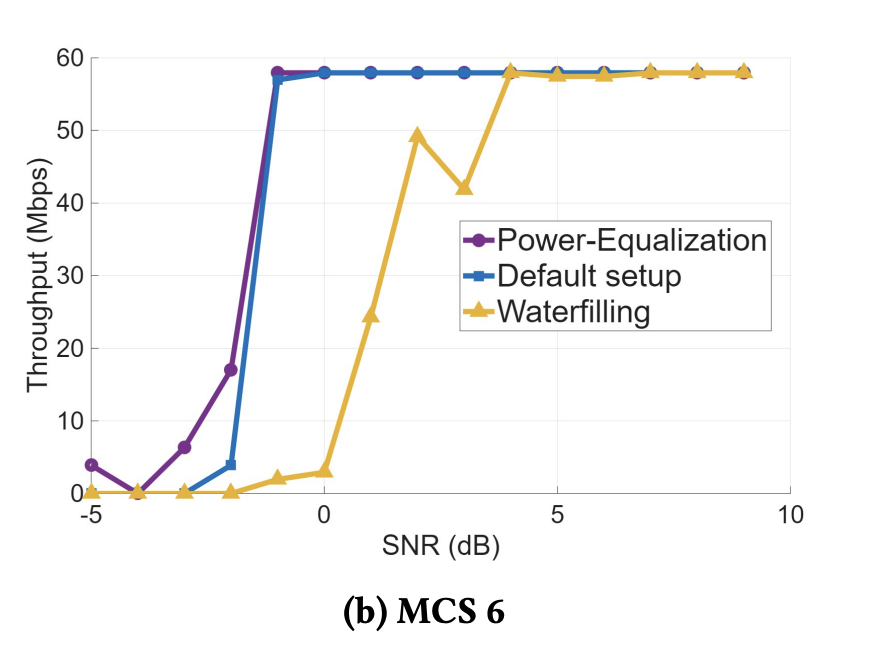 60
50
40
30
20
10
0
Throughput (Mbps)
Power-Equalization
Default setup
Waterfilling
-5 0 5 10
SNR (dB)
(b) MCS 6